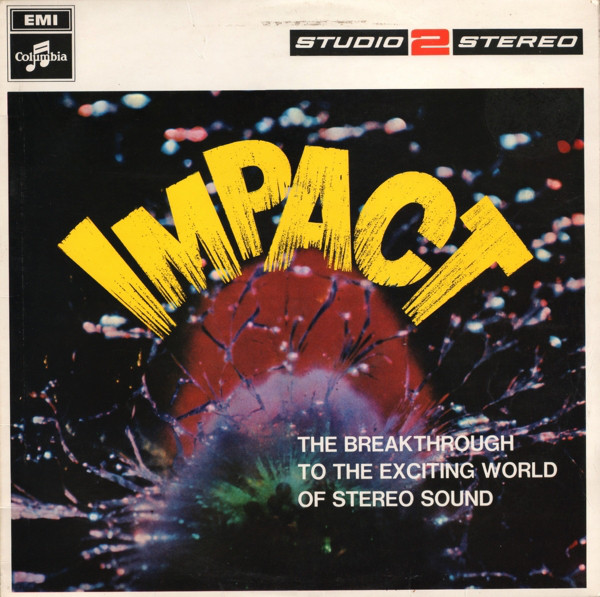 EMI
Columbia
STUDIO 2 STEREO
IMPACT
THE BREAKTHROUGH
TO THE EXCITING WORLD
OF STEREO SOUND